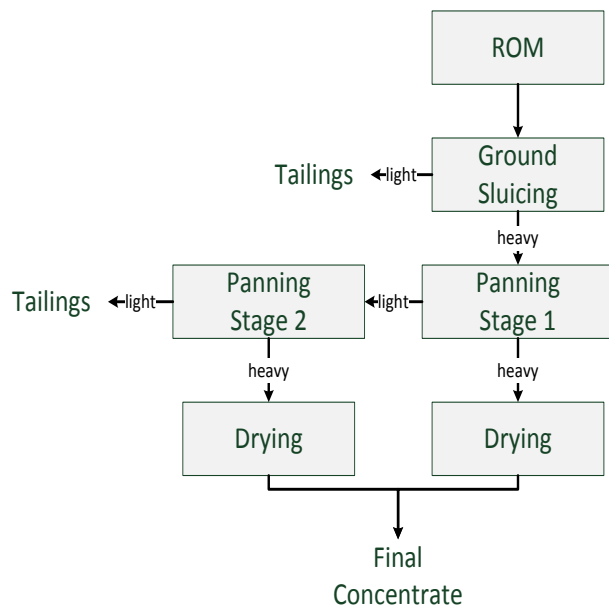 ROM
Tailings
light
Ground
Sluicing
heavy
Tailings
light
Panning
Stage 2
light
Panning
Stage 1
heavy
heavy
Drying
Drying
Final
Concentrate